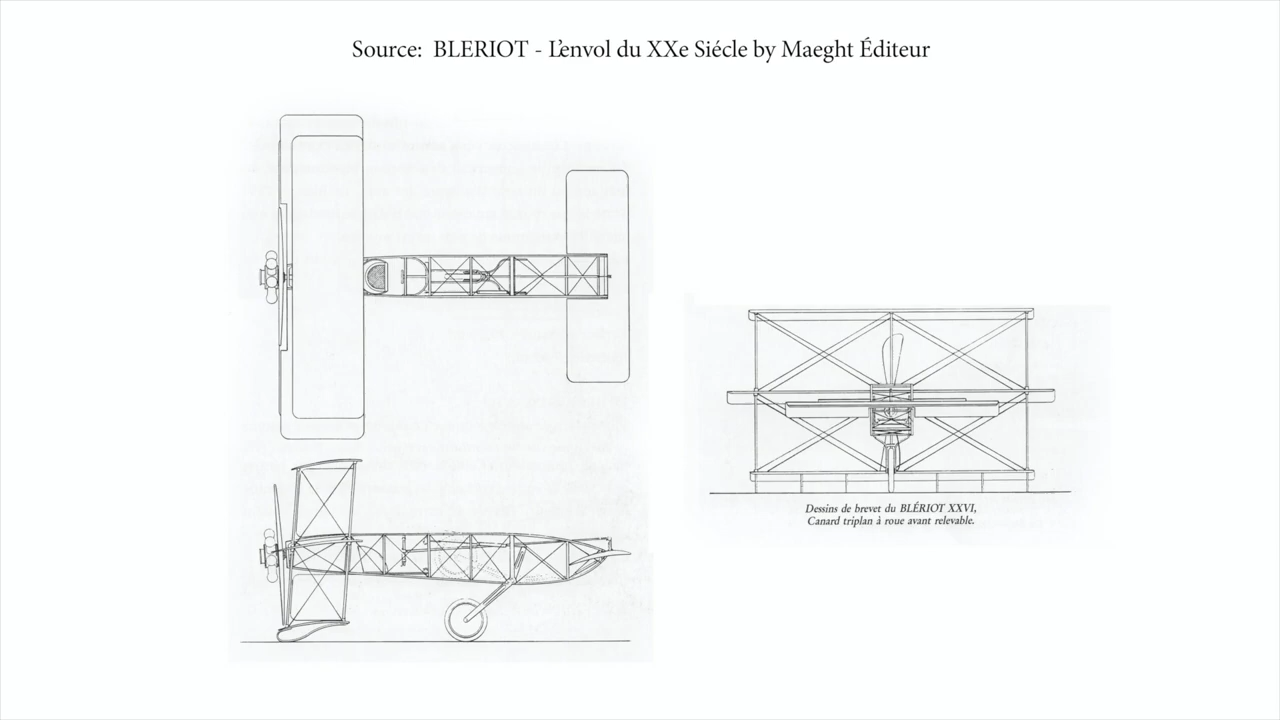 Source: BLERIOT - L'envol du XXe Siécle by Maeght Éditeur
Dessins de brevet du BLÉRIOT XXVI,
Canard triplan à roue avant relevable.